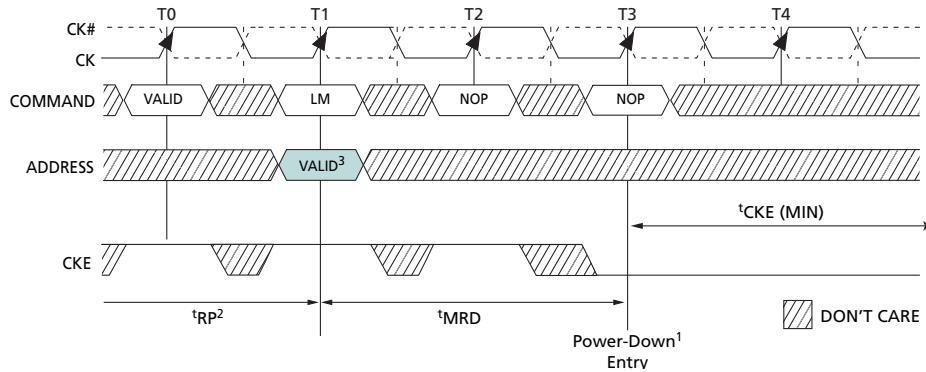 T0 T1 T2 T3 T4
CK#
CK
COMMAND VALID LM NOP NOP
ADDRESS VALID³
ᵗCKE (MIN)
CKE
ᵗRP² ᵗMRD
DON'T CARE
Power-Down¹
Entry